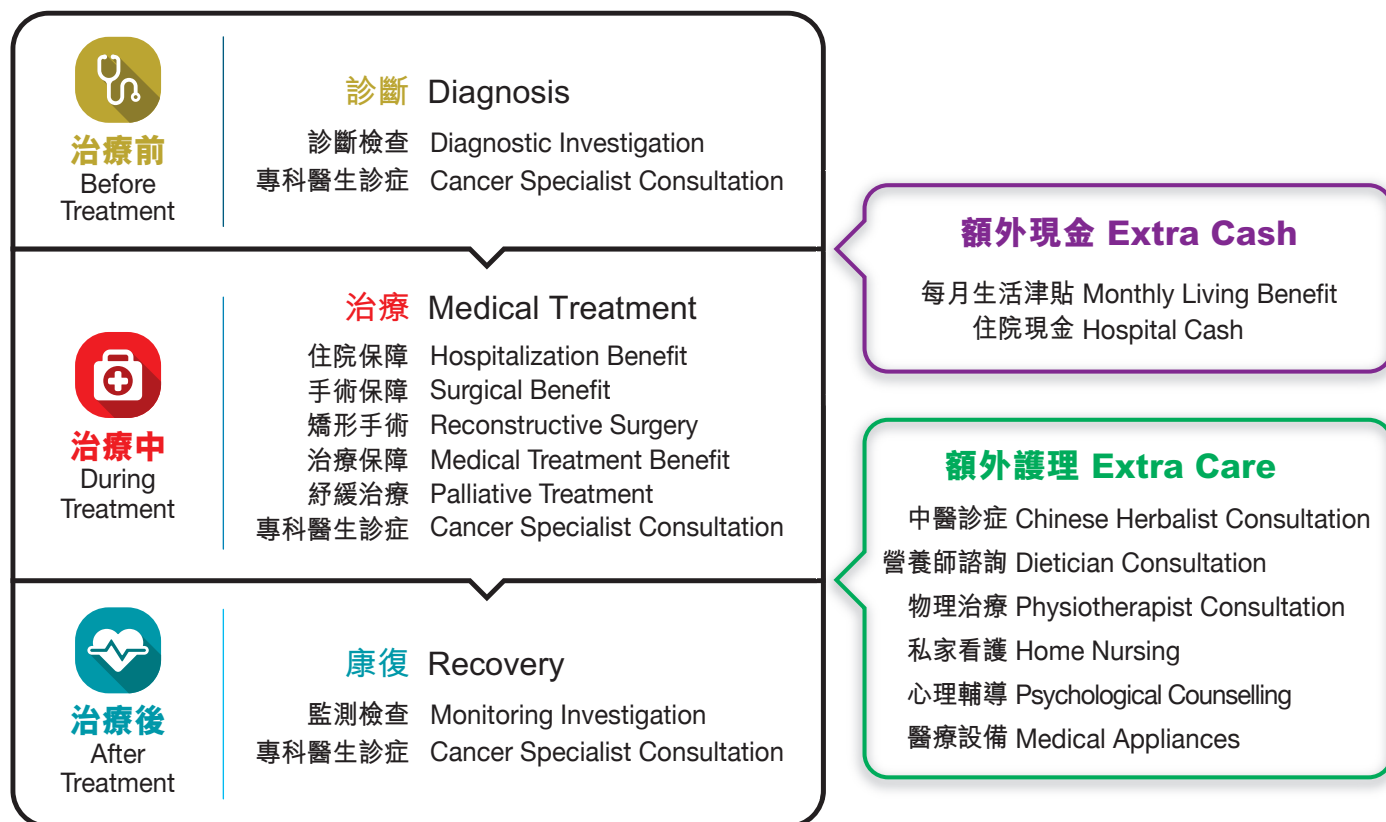 治療前
Before
Treatment
診斷 Diagnosis
診斷檢查 Diagnostic Investigation
專科醫生診症 Cancer Specialist Consultation
治療中
During
Treatment
治療 Medical Treatment
住院保障 Hospitalization Benefit
手術保障 Surgical Benefit
矯形手術 Reconstructive Surgery
治療保障 Medical Treatment Benefit
紓緩治療 Palliative Treatment
專科醫生診症 Cancer Specialist Consultation
治療後
After
Treatment
康復 Recovery
監測檢查 Monitoring Investigation
專科醫生診症 Cancer Specialist Consultation
額外現金 Extra Cash
每月生活津貼 Monthly Living Benefit
住院現金 Hospital Cash
額外護理 Extra Care
中醫診症 Chinese Herbalist Consultation
營養師諮詢 Dietician Consultation
物理治療 Physiotherapist Consultation
私家看護 Home Nursing
心理輔導 Psychological Counselling
醫療設備 Medical Appliances